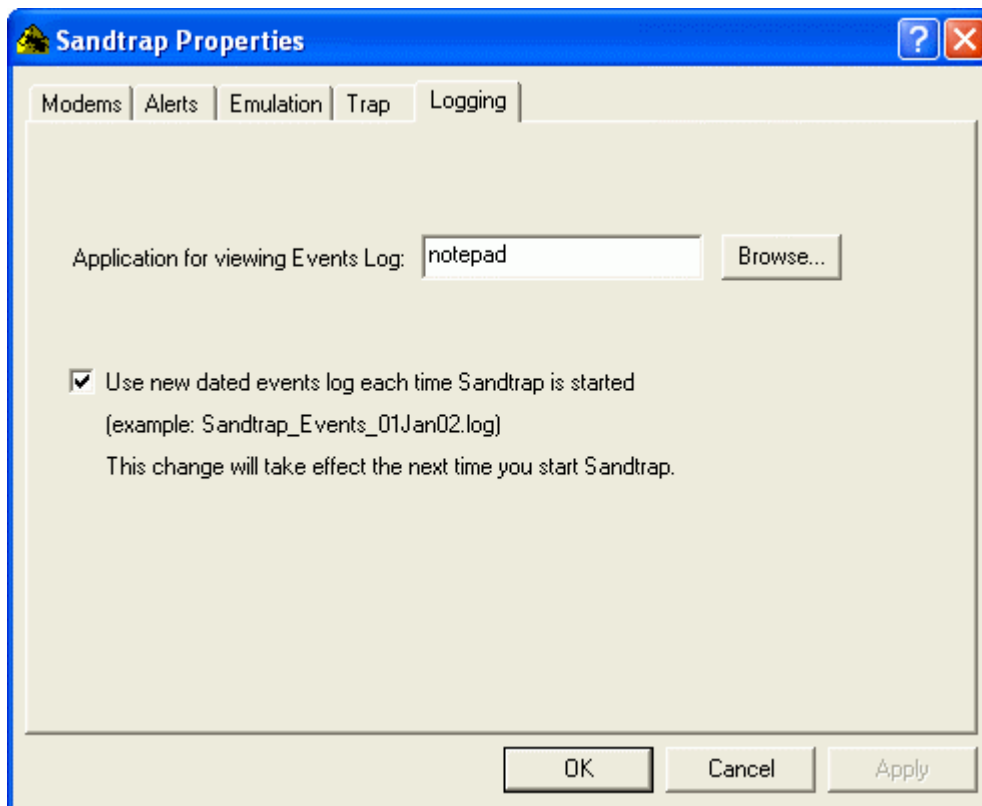 Sandtrap Properties
?
Modems Alerts Emulation Trap Logging
Application for viewing Events Log: notepad Browse...
Use new dated events log each time Sandtrap is started
(example: Sandtrap_Events_01Jan02.log)
This change will take effect the next time you start Sandtrap.
OK Cancel Apply